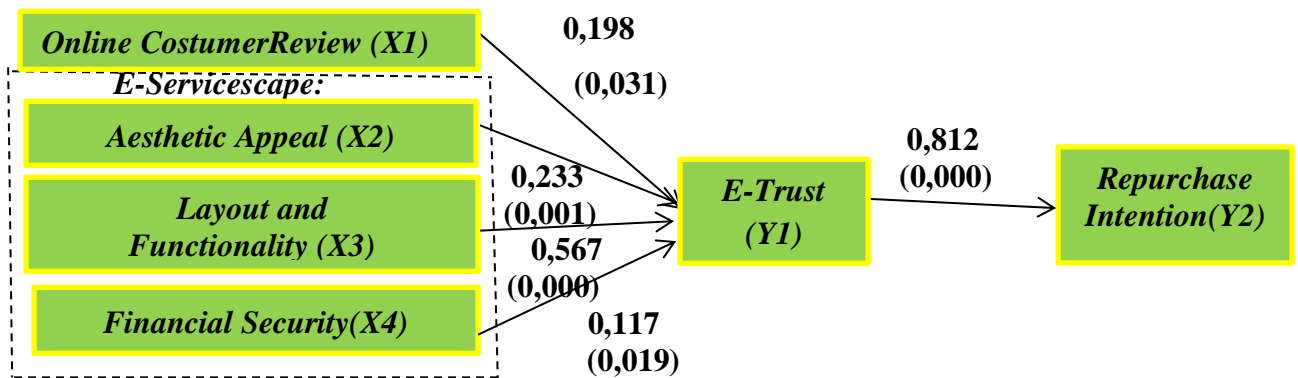 Online CostumerReview (X1)
0,198
(0,031)
E-Servicescape:
Aesthetic Appeal (X2)
0,233
(0,001)
Layout and
Functionality (X3)
0,567
(0,000)
Financial Security(X4)
0,117
(0,019)
E-Trust
(Y1)
0,812
(0,000)
Repurchase
Intention(Y2)